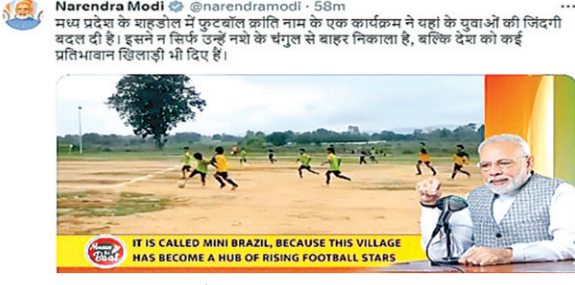 Narendra Modi @narendramodi · 58m
मध्य प्रदेश के शहडोल में फुटबॉल क्रांति नाम के एक कार्यक्रम ने यहां के युवाओं की जिंदगी
बदल दी है। इसने न सिर्फ उन्हें नशे के चंगुल से बाहर निकाला है, बल्कि देश को कई
प्रतिभावान खिलाड़ी भी दिए हैं।
IT IS CALLED MINI BRAZIL, BECAUSE THIS VILLAGE
HAS BECOME A HUB OF RISING FOOTBALL STARS